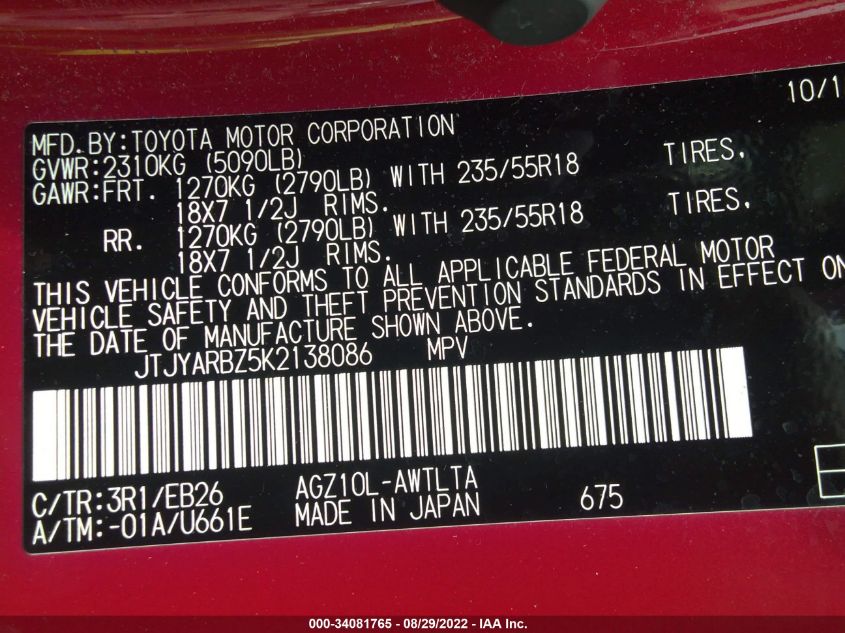 10/1
MFD.BY:TOYOTA MOTOR CORPORATION
GVWR:2310KG (5090LB)
GAWR:FRT. 1270KG (2790LB) WITH 235/55R18 TIRES,
18X7 1/2J RIMS.
RR. 1270KG (2790LB) WITH 235/55R18 TIRES,
18X7 1/2J RIMS.
THIS VEHICLE CONFORMS TO ALL APPLICABLE FEDERAL MOTOR
VEHICLE SAFETY AND THEFT PREVENTION STANDARDS IN EFFECT ON
THE DATE OF MANUFACTURE SHOWN ABOVE.
JTJYARBZ5K2138086 MPV
C/TR:3R1/EB26 AGZ10L-AWTLTA
A/TM:-01A/U661E MADE IN JAPAN 675
000-34081765 - 08/29/2022 - IAA Inc.